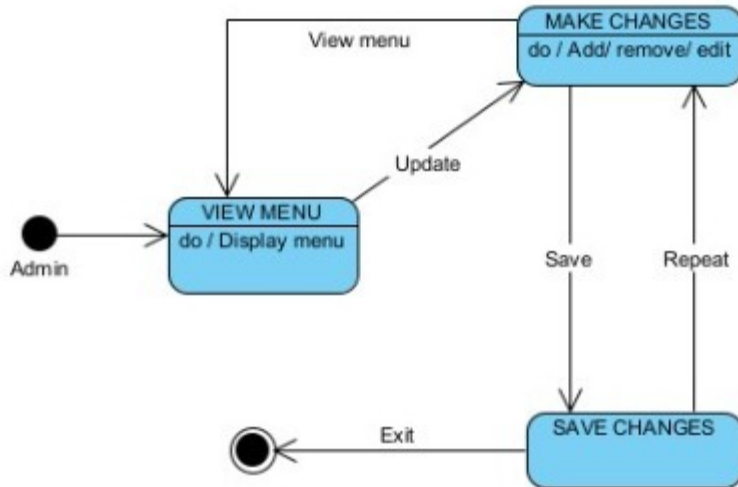 MAKE CHANGES
do / Add/ remove/ edit
View menu
Update
VIEW MENU
do / Display menu
Admin
Save
Repeat
SAVE CHANGES
Exit